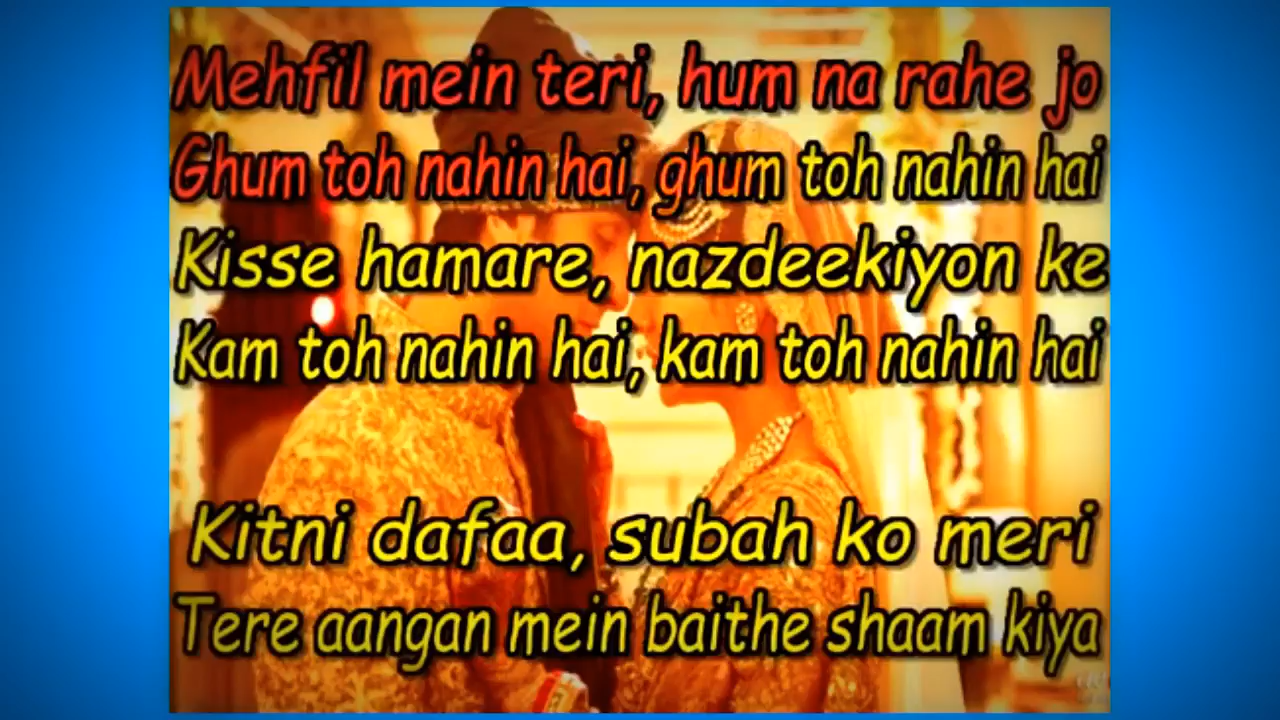 Mehfil mein teri, hum na rahe jo
Ghum toh nahin hai, ghum toh nahin hai
Kisse hamare, nazdeekiyon ke
Kam toh nahin hai, kam toh nahin hai
Kitni dafaa, subah ko meri
Tere aangan mein baithe shaam kiya